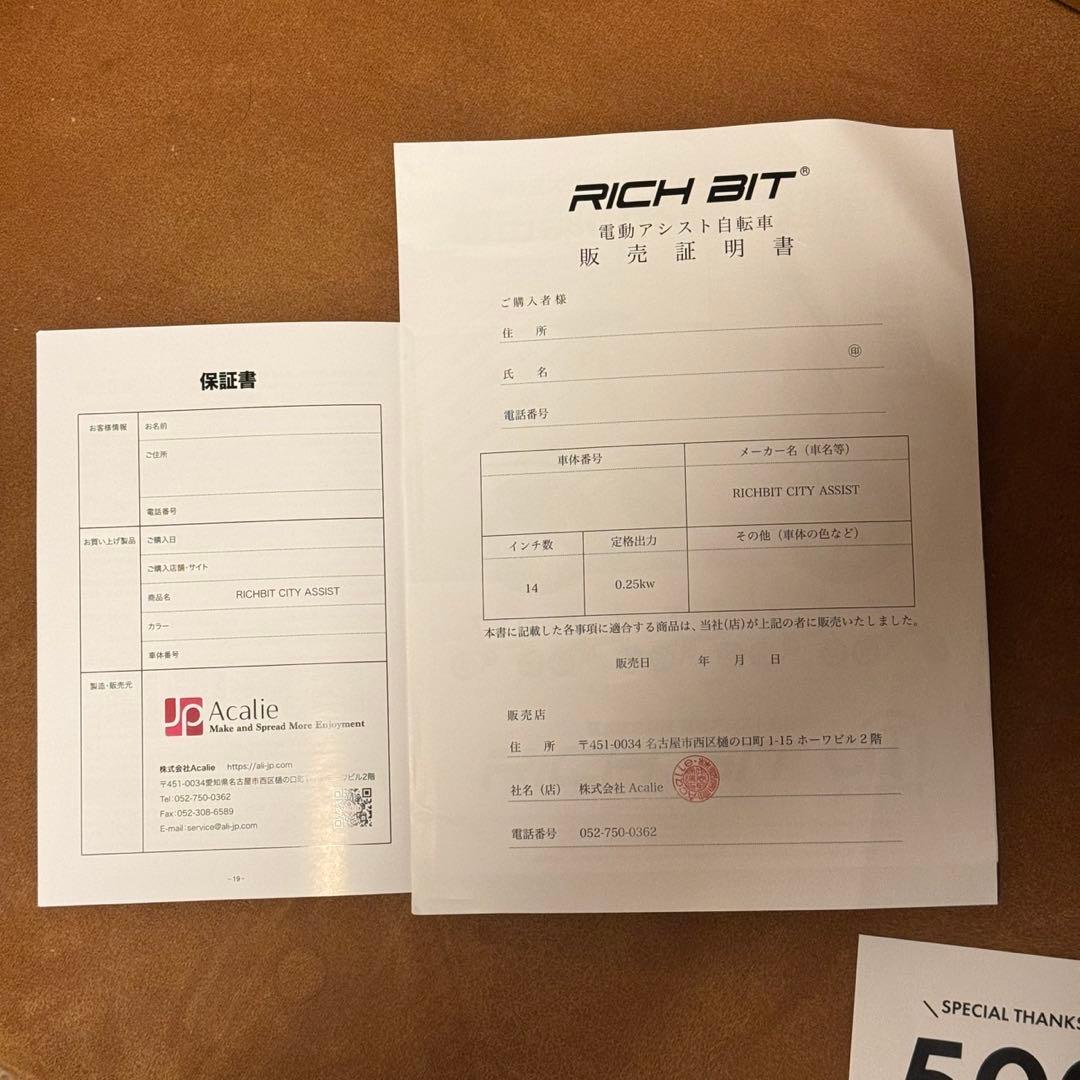 保証書
お客様情報
お名前
ご住所
電話番号
お買い上げ製品
ご購入日
ご購入店舗・サイト
商品名 RICHBIT CITY ASSIST
カラー
車体番号
製造・販売元
JP Acalie
Make and Spread More Enjoyment
株式会社Acalie https://ali-jp.com
〒451-0034愛知県名古屋市西区樋の口町 ホーワビル2階
Tel:052-750-0362
Fax:052-308-6589
E-mail:service@ali-jp.com
-19-
RICH BIT®
電動アシスト自転車
販売証明書
ご購入者様
住 所
㊞
氏 名
電話番号
車体番号 メーカー名（車名等）
RICHBIT CITY ASSIST
インチ数 定格出力 その他（車体の色など）
14 0.25kw
本書に記載した各事項に適合する商品は、当社(店)が上記の者に販売いたしました。
販売日 年 月 日
販売店
住 所 〒451-0034 名古屋市西区樋の口町 1-15 ホーワビル 2 階
社名（店） 株式会社 Acalie
電話番号 052-750-0362
\ SPECIAL THANKS